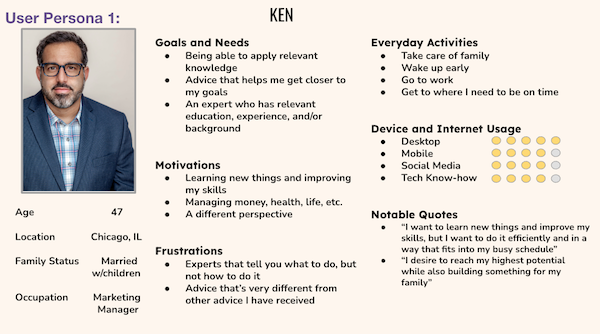 User Persona 1:
KEN
Age 47
Location Chicago, IL
Family Status Married
w/children
Occupation Marketing
Manager
Goals and Needs
● Being able to apply relevant
knowledge
● Advice that helps me get closer to
my goals
● An expert who has relevant
education, experience, and/or
background
Motivations
● Learning new things and improving
my skills
● Managing money, health, life, etc.
● A different perspective
Frustrations
● Experts that tell you what to do, but
not how to do it
● Advice that's very different from
other advice I have received
Everyday Activities
● Take care of family
● Wake up early
● Go to work
● Get to where I need to be on time
Device and Internet Usage
● Desktop
● Mobile
● Social Media
● Tech Know-how
Notable Quotes
● “I want to learn new things and improve my
skills, but I want to do it efficiently and in a
way that fits into my busy schedule”
● “I desire to reach my highest potential
while also building something for my
family”